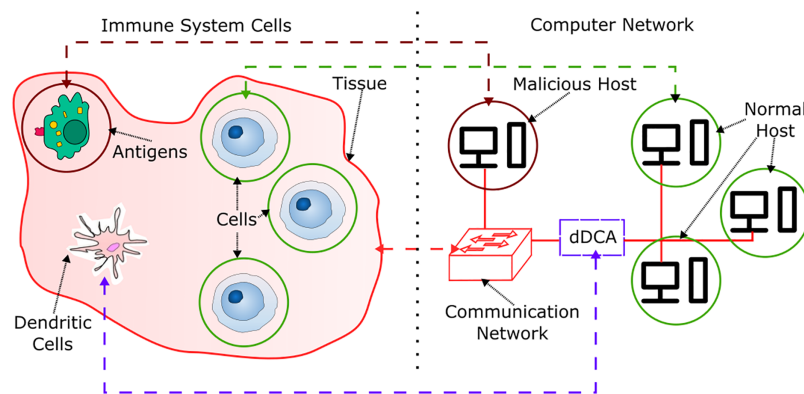 Immune System Cells
Computer Network
Tissue
Malicious Host
Normal
Host
Antigens
Cells
dDCA
Dendritic
Cells
Communication
Network